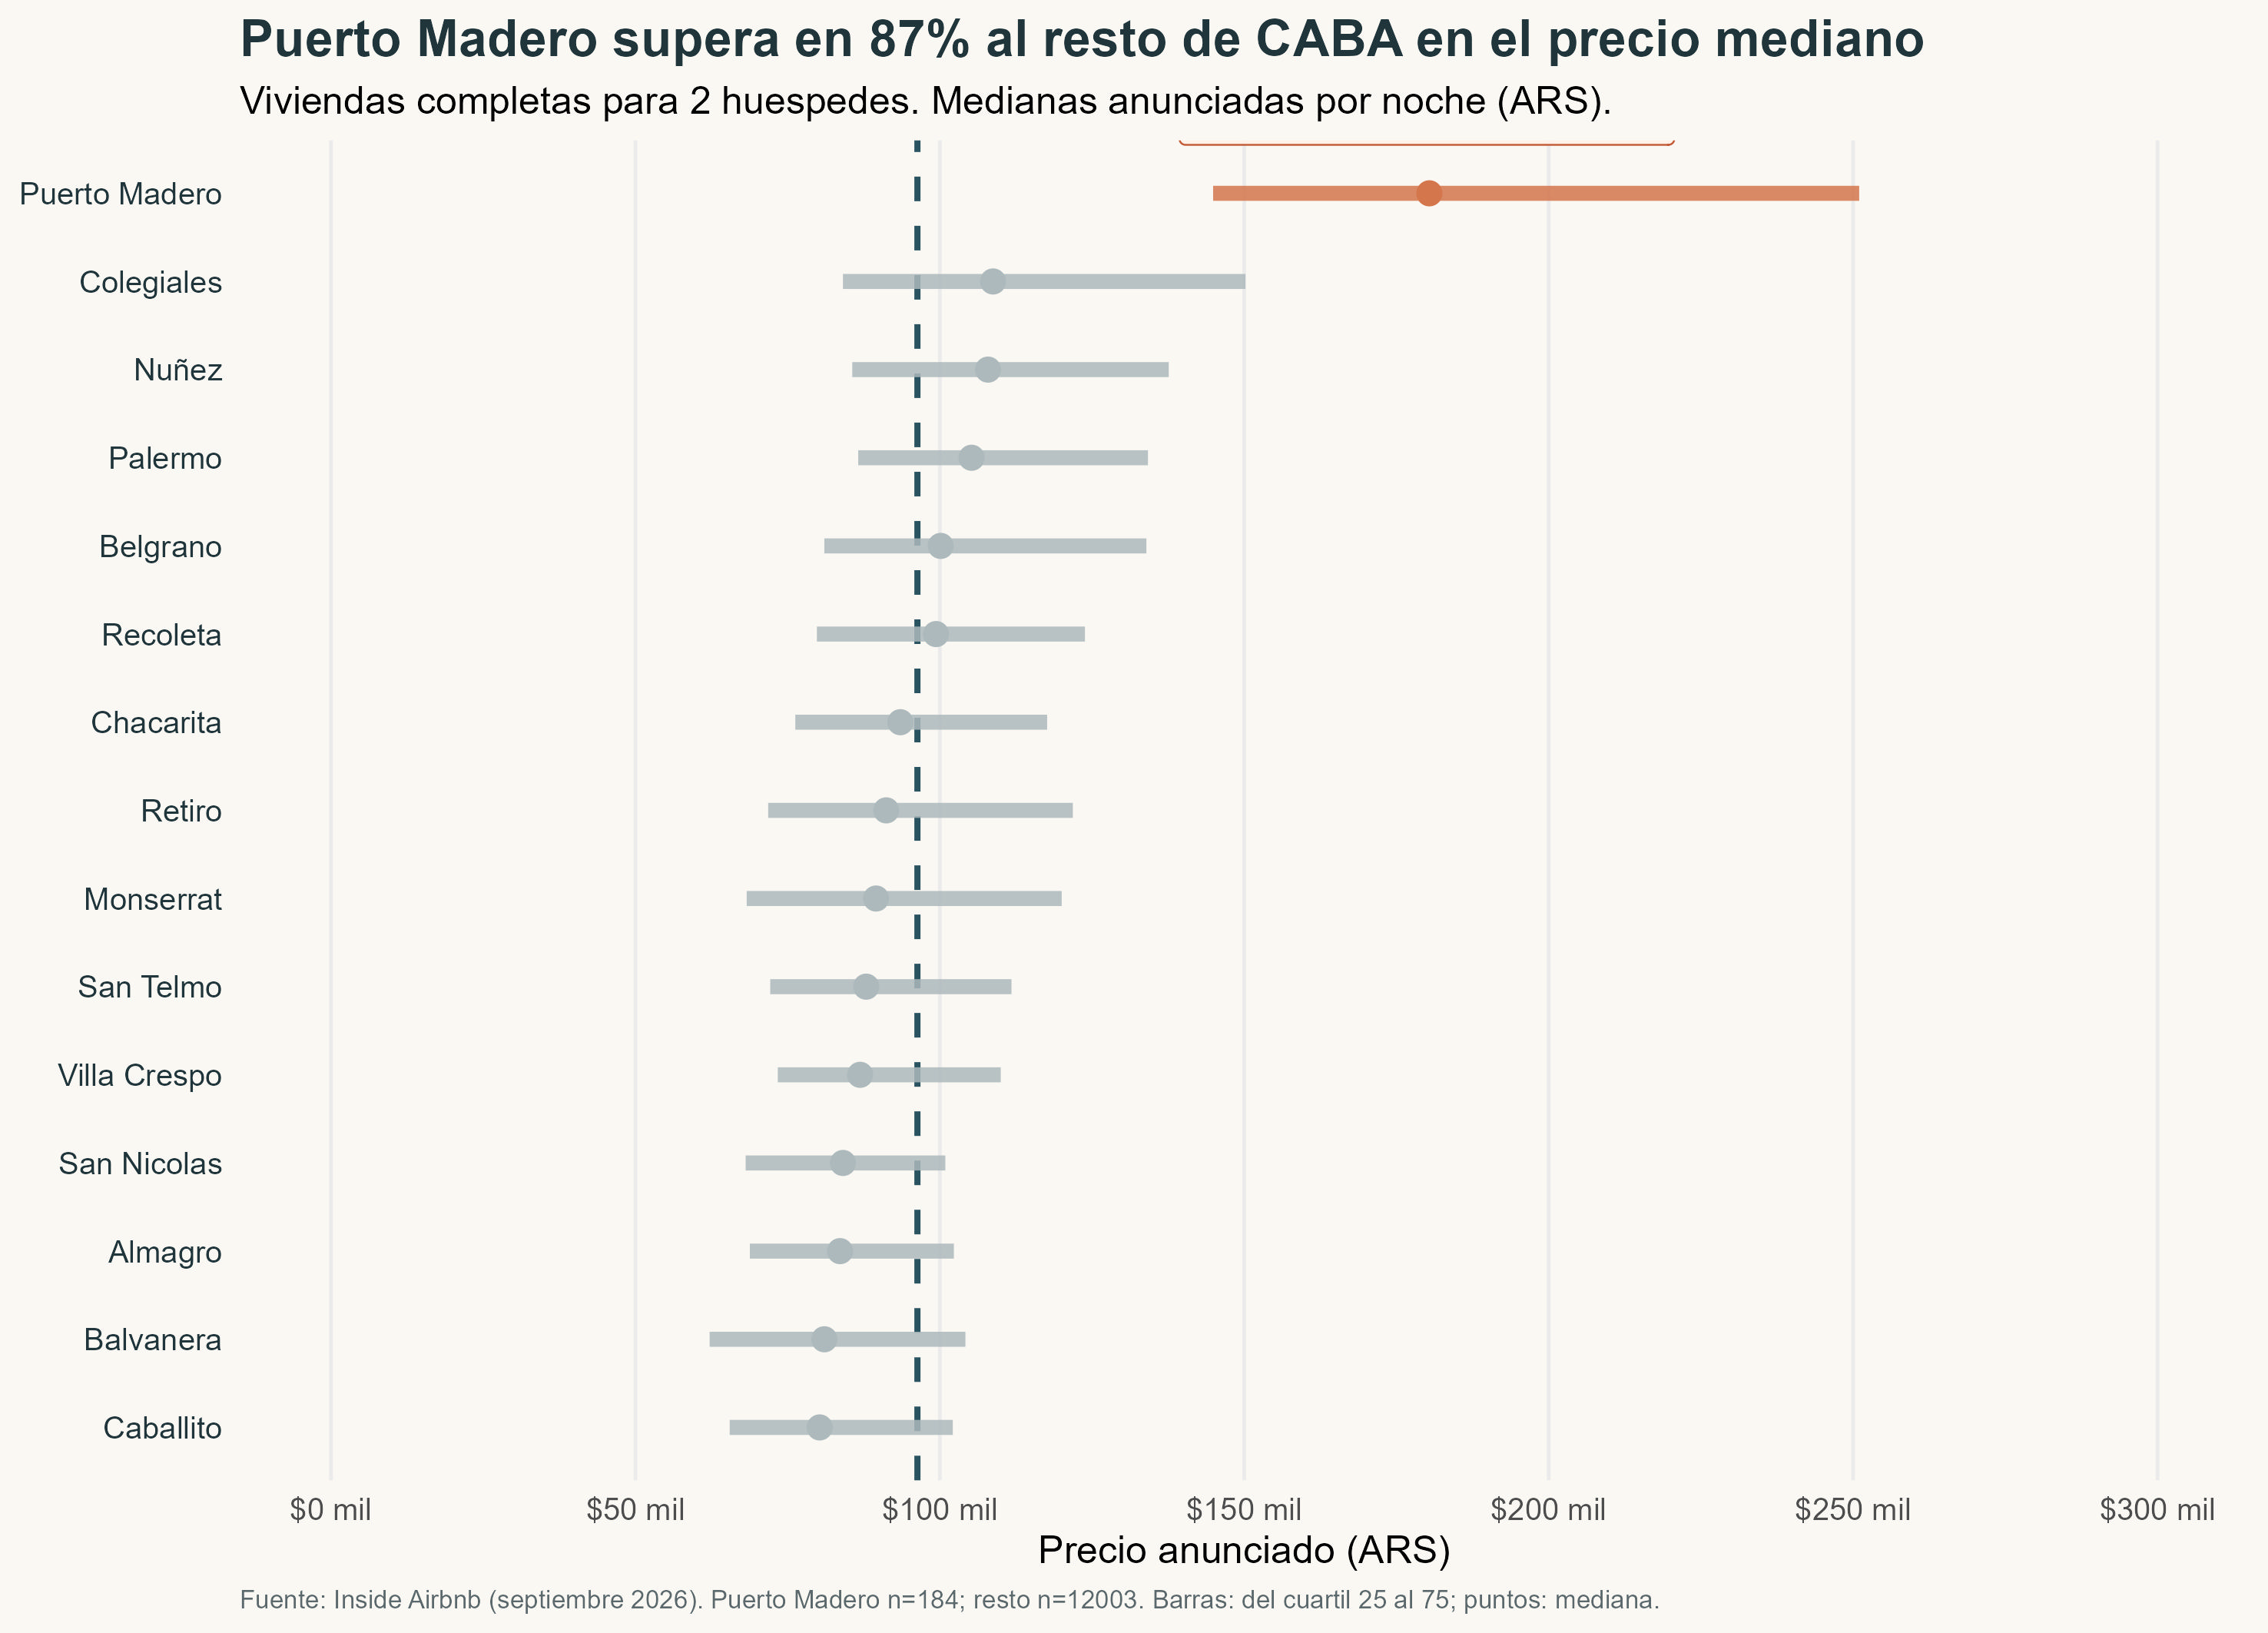 Puerto Madero supera en 87% al resto de CABA en el precio mediano
Viviendas completas para 2 huespedes. Medianas anunciadas por noche (ARS).
Puerto Madero
Colegiales
Nuñez
Palermo
Belgrano
Recoleta
Chacarita
Retiro
Monserrat
San Telmo
Villa Crespo
San Nicolas
Almagro
Balvanera
Caballito
$0 mil
$50 mil
$100 mil
$150 mil
$200 mil
$250 mil
$300 mil
Precio anunciado (ARS)
Fuente: Inside Airbnb (septiembre 2026). Puerto Madero n=184; resto n=12003. Barras: del cuartil 25 al 75; puntos: mediana.